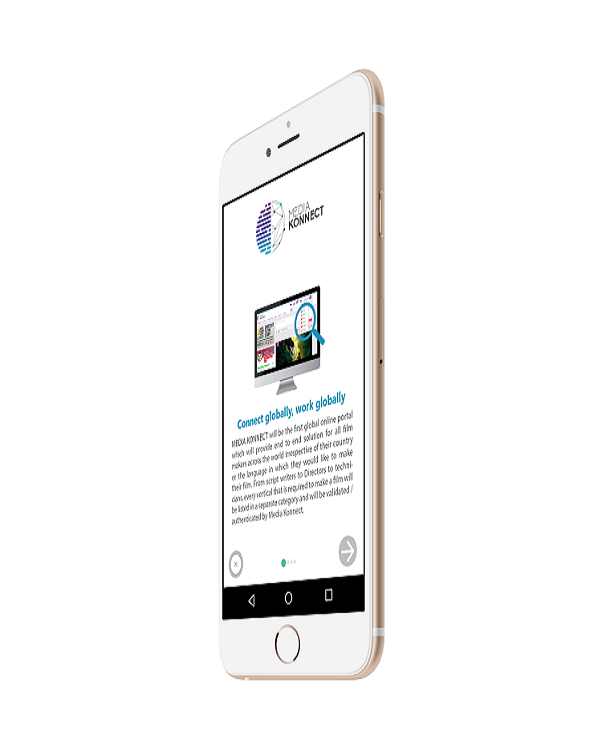 MEDIA
KONNECT
Connect globally, work globally
MEDIA KONNECT will be the first global online portal
which will provide end to end solution for all film
makers across the world irrespective of their country
or the language in which they would like to make
their film. From script writers to Directors to techni-
cians, every vertical that is required to make a film will
be listed in a separate category and will be validated /
authenticated by Media Konnect.